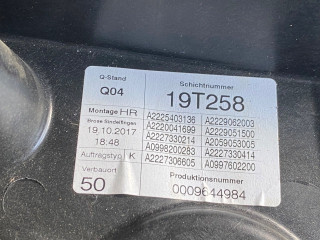 Q-Stand
Schichtnummer
Q04
19T258
Montage HR
Brose Sindelfingen
19.10.2017
18:48
Auftragstyp K
Verbauort
50
A2225403136 A2229062003
A2220041699 A2229051500
A2227330214 A2059053005
A0998200283 A2227330414
A2227306605 A0997602200
Produktionsnummer
0009644984